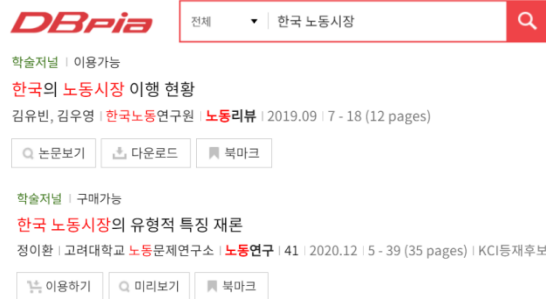 DBpia 전체 한국 노동시장
학술저널 | 이용가능
한국의 노동시장 이행 현황
김유빈, 김우영 | 한국노동연구원 | 노동리뷰 | 2019.09 | 7 - 18 (12 pages)
논문보기 다운로드 북마크
학술저널 | 구매가능
한국 노동시장의 유형적 특징 재론
정이환 | 고려대학교 노동문제연구소 | 노동연구 | 41 | 2020.12 | 5 - 39 (35 pages) | KCI등재후보
이용하기 미리보기 북마크